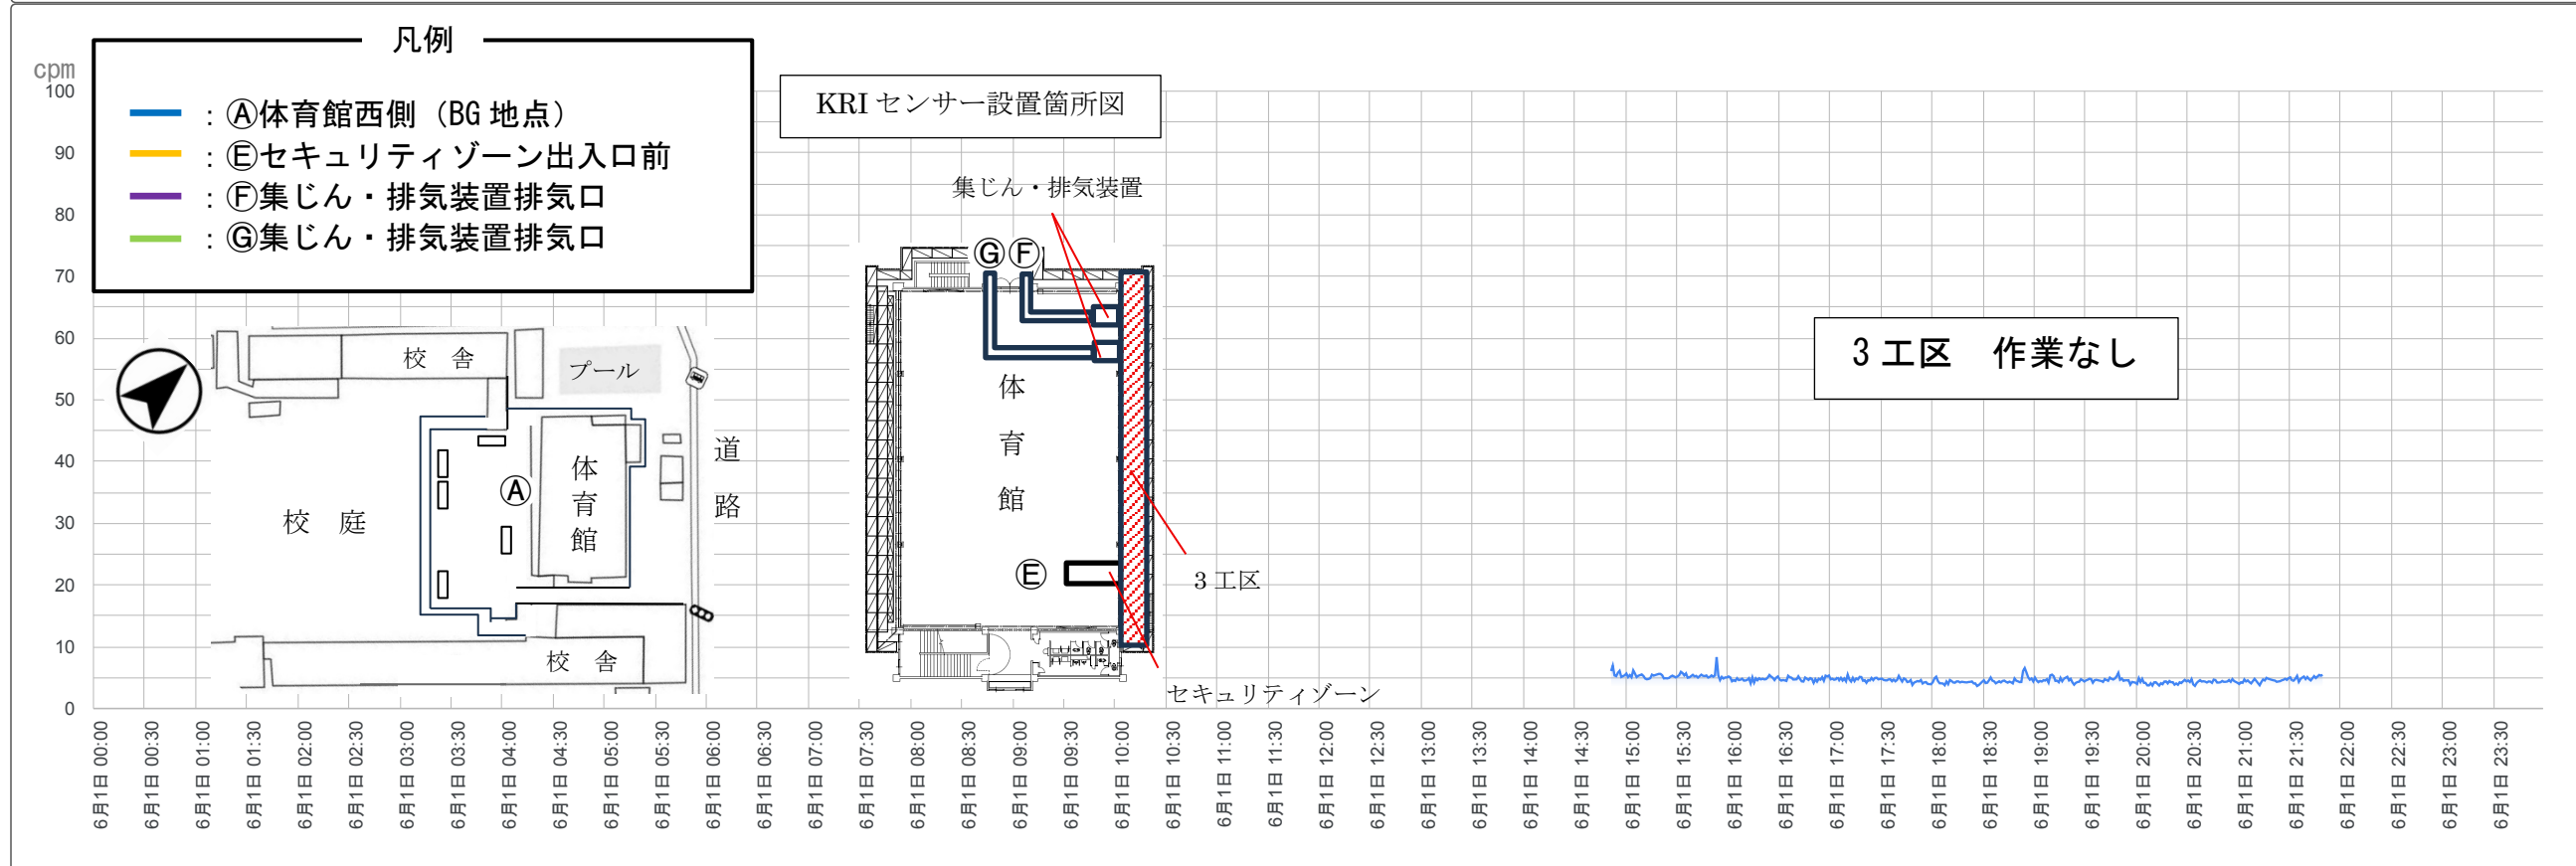 凡例
: Ⓐ体育館西側（BG 地点）
: Ⓔセキュリティゾーン出入口前
: Ⓕ集じん・排気装置排気口
: Ⓖ集じん・排気装置排気口
KRI センサー設置箇所図
集じん・排気装置
Ⓖ Ⓕ
体育館
Ⓔ
3 工区
セキュリティゾーン
校 舎
プール
体育館
Ⓐ
校 庭
道路
校 舎
3 工区 作業なし
cpm
100
90
80
70
60
50
40
30
20
10
0
6月1日 00:00
6月1日 00:30
6月1日 01:00
6月1日 01:30
6月1日 02:00
6月1日 02:30
6月1日 03:00
6月1日 03:30
6月1日 04:00
6月1日 04:30
6月1日 05:00
6月1日 05:30
6月1日 06:00
6月1日 06:30
6月1日 07:00
6月1日 07:30
6月1日 08:00
6月1日 08:30
6月1日 09:00
6月1日 09:30
6月1日 10:00
6月1日 10:30
6月1日 11:00
6月1日 11:30
6月1日 12:00
6月1日 12:30
6月1日 13:00
6月1日 13:30
6月1日 14:00
6月1日 14:30
6月1日 15:00
6月1日 15:30
6月1日 16:00
6月1日 16:30
6月1日 17:00
6月1日 17:30
6月1日 18:00
6月1日 18:30
6月1日 19:00
6月1日 19:30
6月1日 20:00
6月1日 20:30
6月1日 21:00
6月1日 21:30
6月1日 22:00
6月1日 22:30
6月1日 23:00
6月1日 23:30